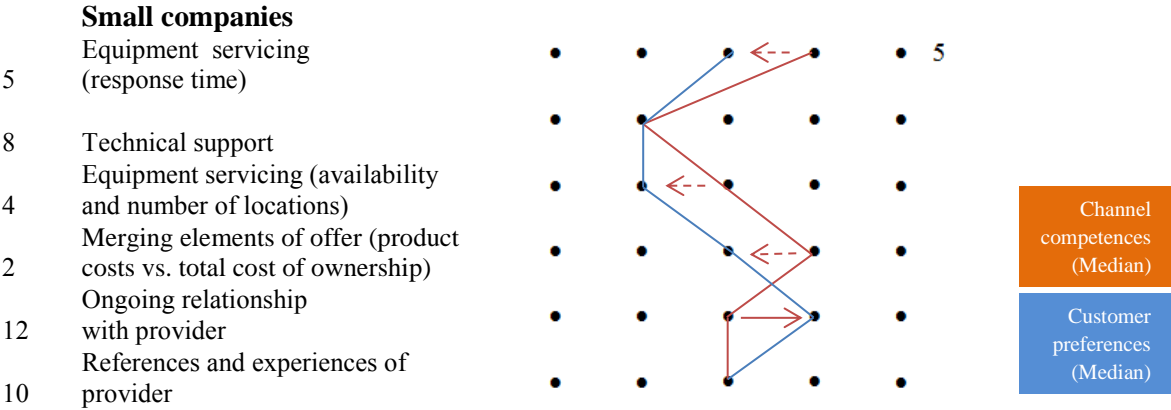 Small companies
Equipment servicing
5 (response time)
5
8 Technical support
Equipment servicing (availability
4 and number of locations)
Merging elements of offer (product
2 costs vs. total cost of ownership)
Ongoing relationship
12 with provider
References and experiences of
10 provider
Channel
competences
(Median)
Customer
preferences
(Median)